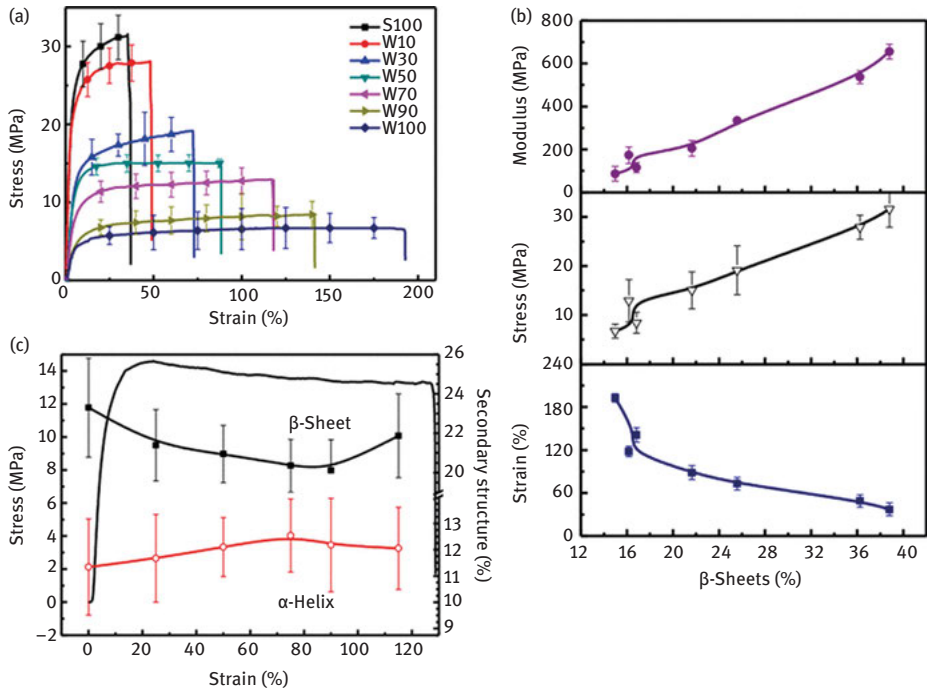 (a)
30
20
10
0
Stress (MPa)
0 50 100 150 200
Strain (%)
S100
W10
W30
W50
W70
W90
W100
(b)
800
600
400
200
0
Modulus (MPa)
30
20
10
Stress (MPa)
240
180
120
60
0
Strain (%)
12 16 20 24 28 32 36 40
β-Sheets (%)
(c)
14
12
10
8
6
4
2
0
−2
Stress (MPa)
β-Sheet
α-Helix
26
24
22
20
13
12
11
10
9
Secondary structure (%)
0 20 40 60 80 100 120
Strain (%)